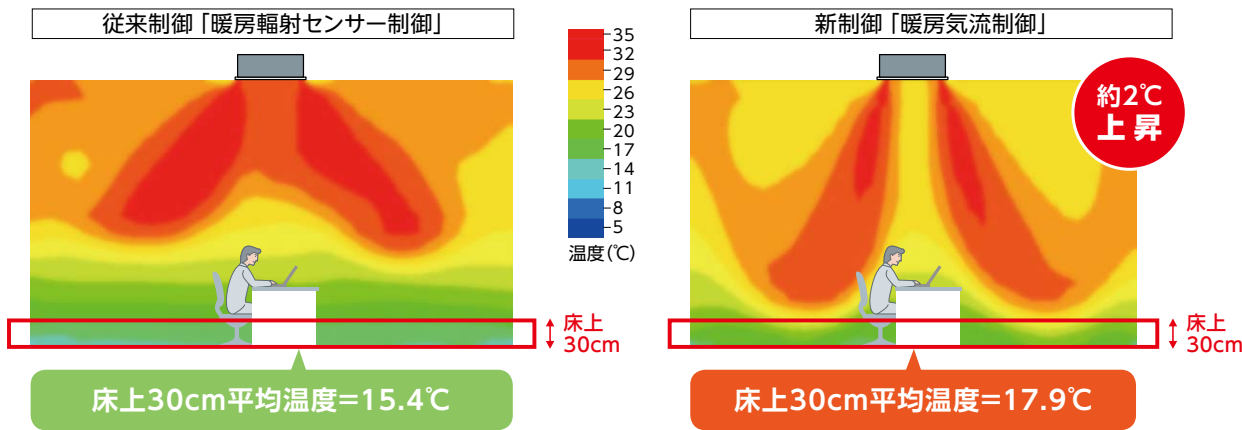 従来制御「暖房輻射センサー制御」
35
32
29
26
23
20
17
14
11
8
5
温度(℃)
床上
30cm
床上30cm平均温度=15.4℃
新制御「暖房気流制御」
約2℃
上昇
床上
30cm
床上30cm平均温度=17.9℃